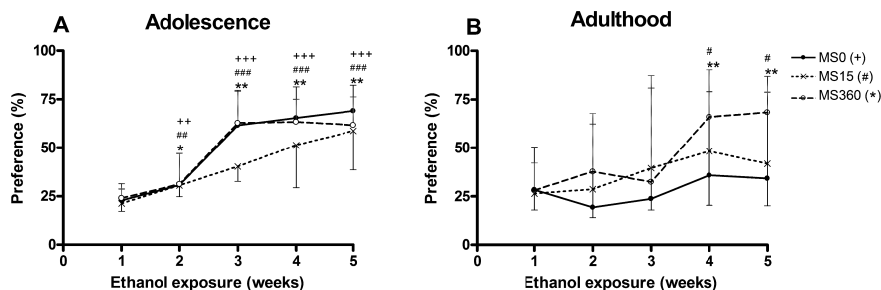 A Adolescence
+++ +++ +++
### ### ###
** ** **
++
##
*
100
75
50
25
0
Preference (%)
0 1 2 3 4 5
Ethanol exposure (weeks)
B Adulthood
# #
** **
100
75
50
25
0
Preference (%)
0 1 2 3 4 5
Ethanol exposure (weeks)
MS0 (+)
MS15 (#)
MS360 (*)